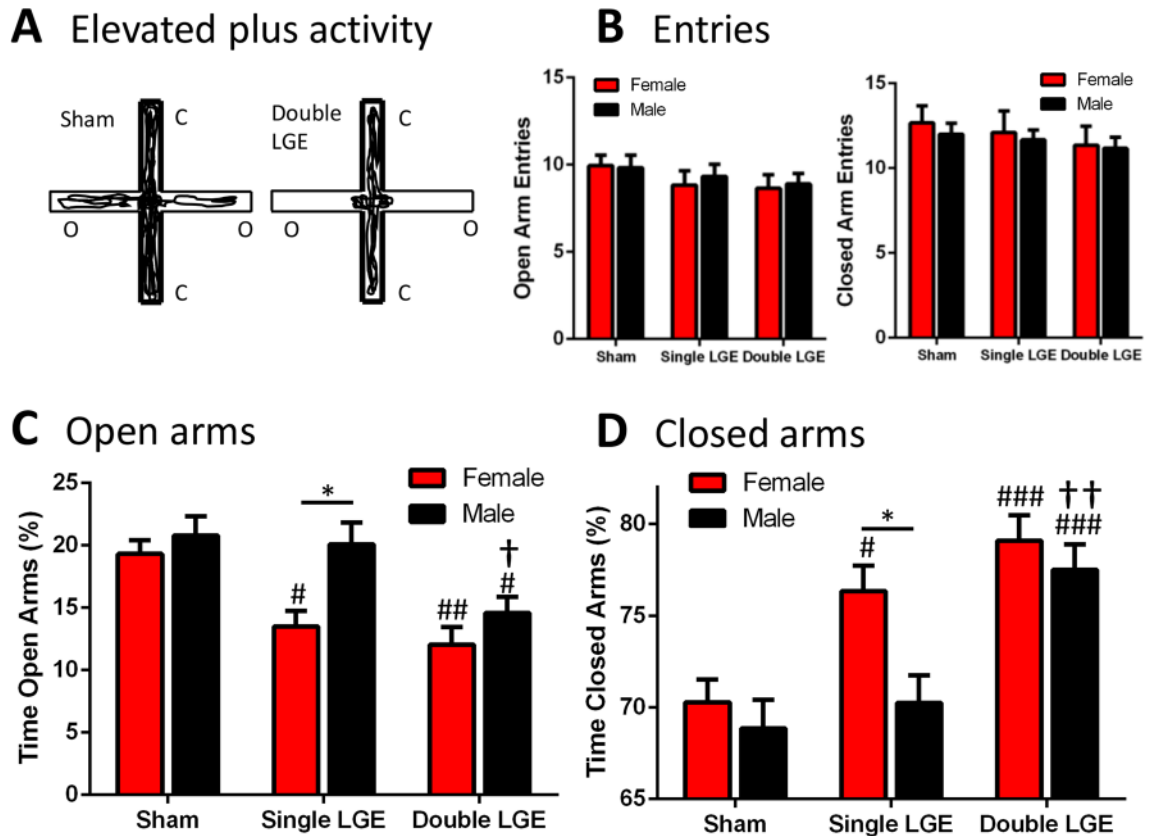 A Elevated plus activity
Sham
C
O
O
C
Double
LGE
C
O
O
C
B Entries
Female
Male
Open Arm Entries
15
10
5
0
Sham Single LGE Double LGE
Female
Male
Closed Arm Entries
15
10
5
0
Sham Single LGE Double LGE
C Open arms
Female
Male
Time Open Arms (%)
25
20
15
10
5
0
#
*
##
†
#
Sham Single LGE Double LGE
D Closed arms
Female
Male
Time Closed Arms (%)
80
75
70
65
*
#
###
††
###
Sham Single LGE Double LGE